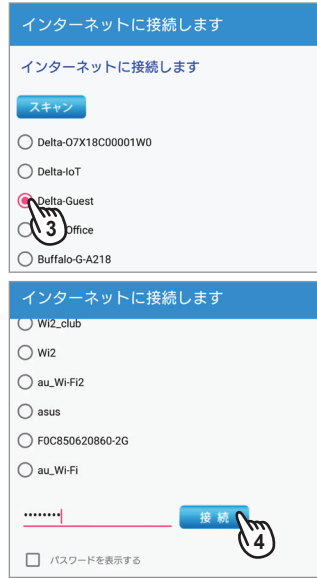 インターネットに接続します
インターネットに接続します
スキャン
Delta-O7X18C00001W0
Delta-IoT
Delta-Guest
Office
3
Buffalo-G-A218
インターネットに接続します
Wi2_club
Wi2
au_Wi-Fi2
asus
F0C850620860-2G
au_Wi-Fi
••••••••
接 続
4
パスワードを表示する